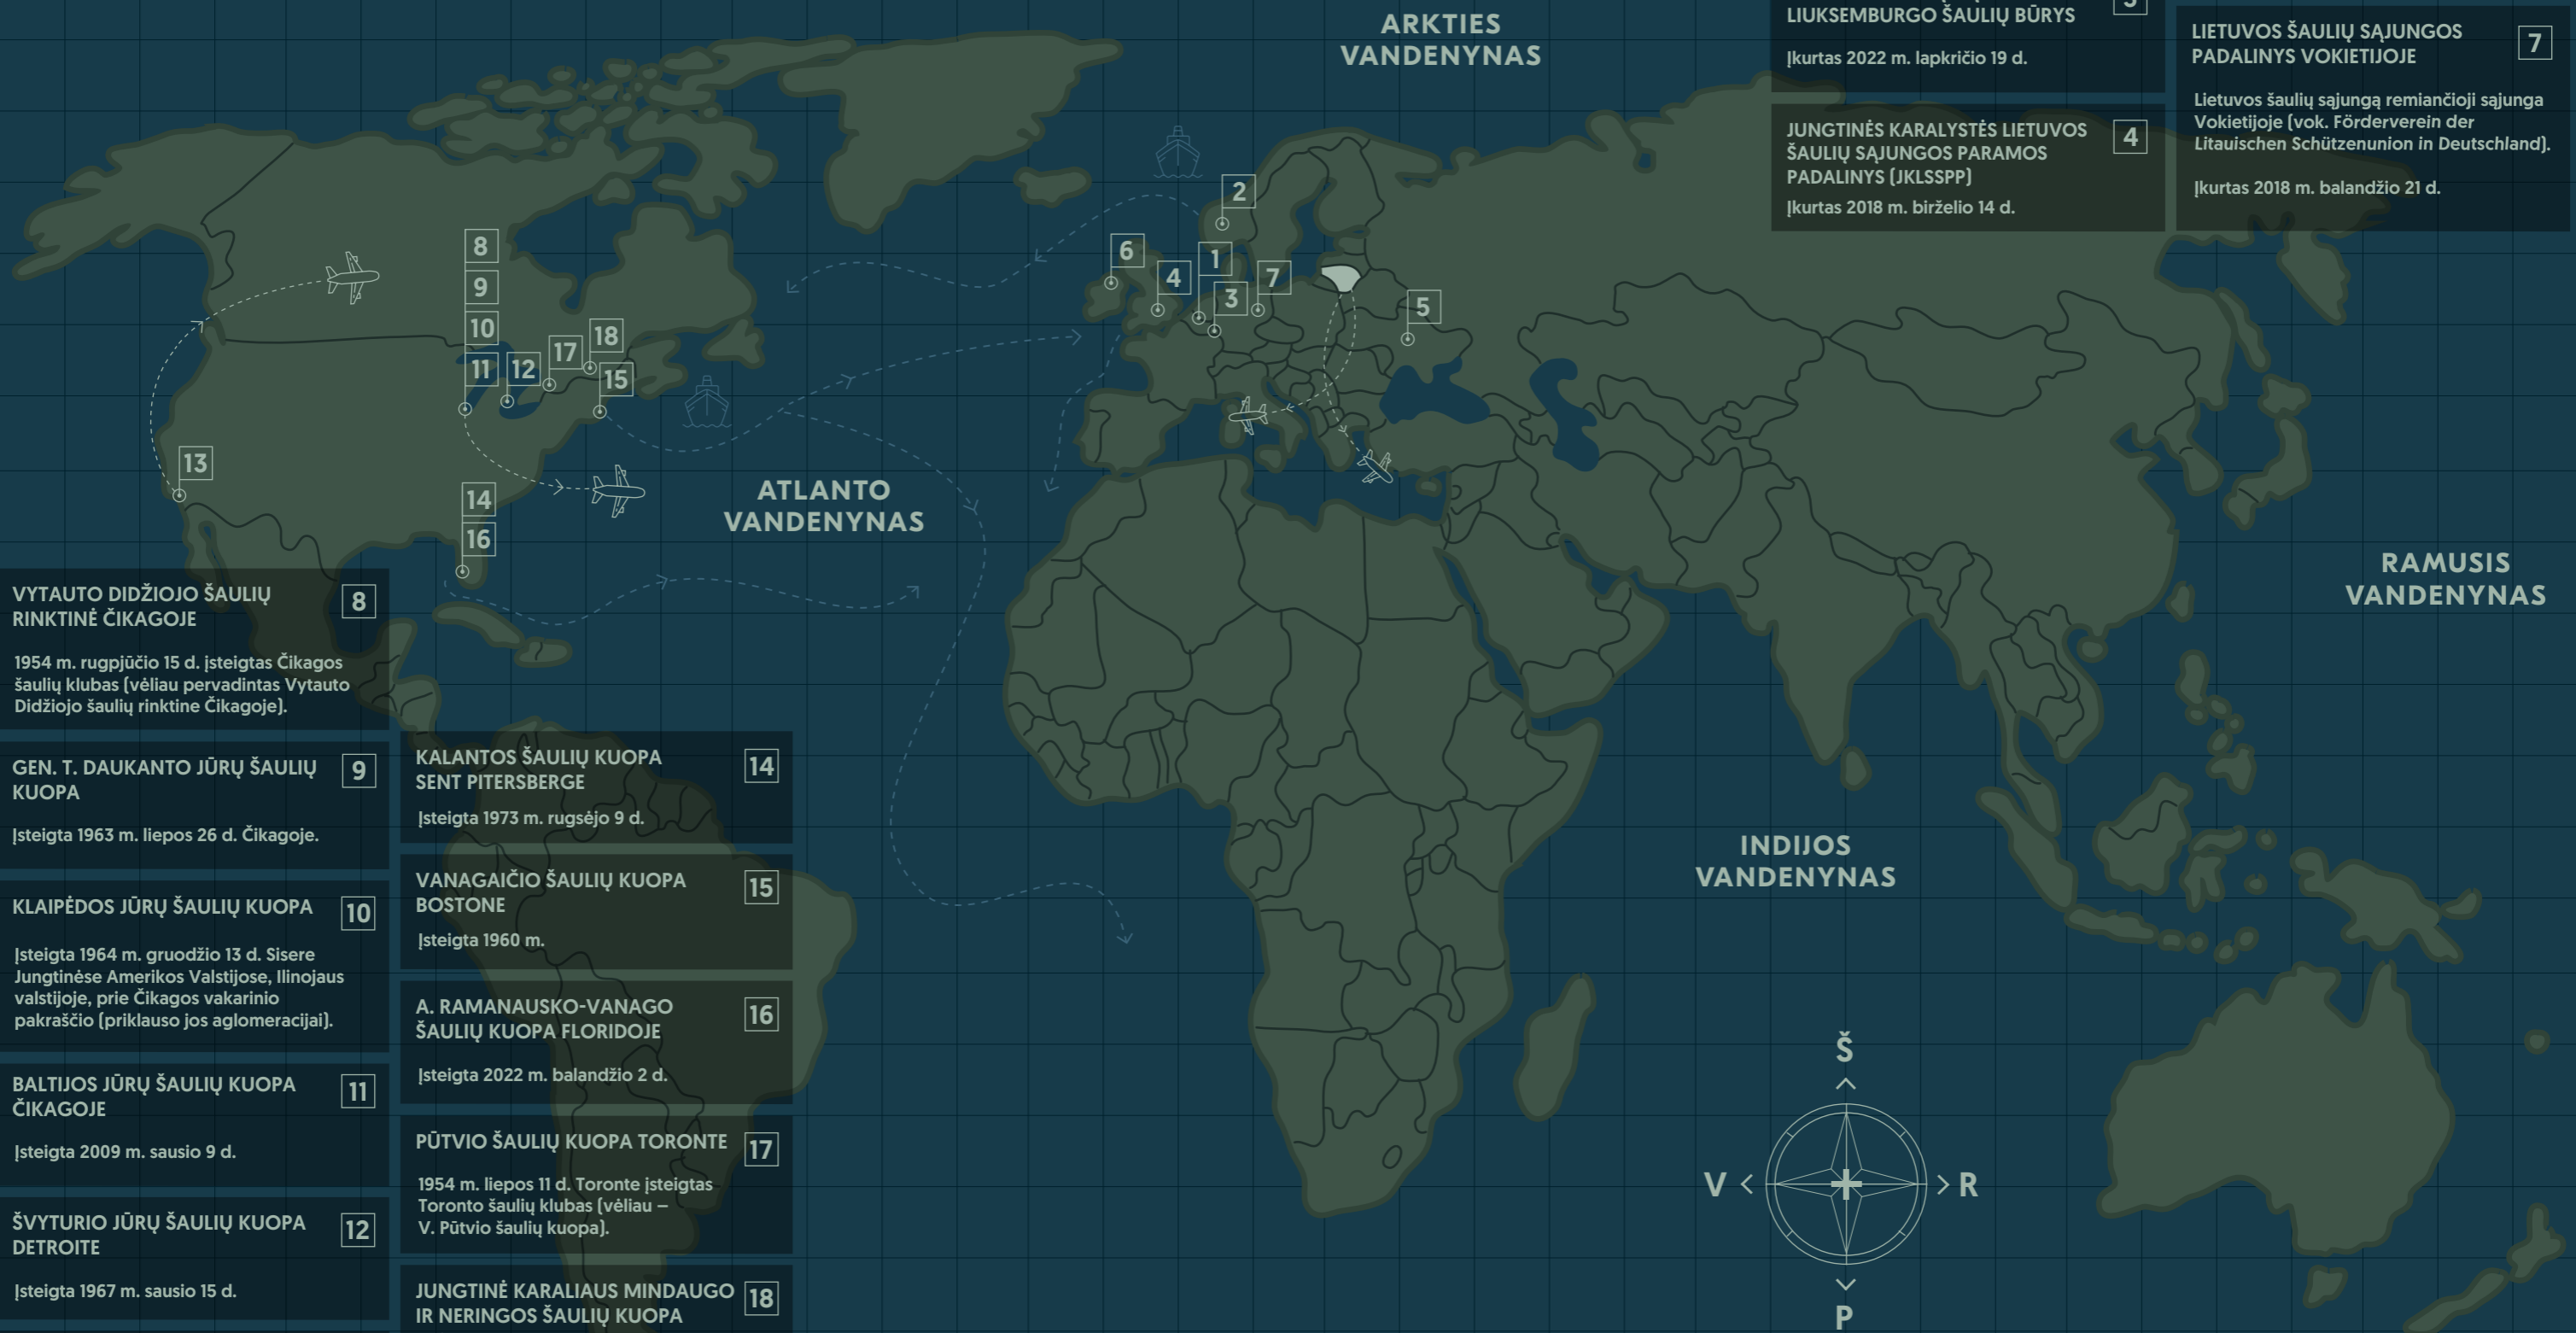 ARKTIES
VANDENYNAS
LIUKSEMBURGO ŠAULIŲ BŪRYS
Įkurtas 2022 m. lapkričio 19 d.
JUNGTINĖS KARALYSTĖS LIETUVOS
ŠAULIŲ SĄJUNGOS PARAMOS
PADALINYS (JKLSSPP)
4
Įkurtas 2018 m. birželio 14 d.
LIETUVOS ŠAULIŲ SĄJUNGOS
PADALINYS VOKIETIJOJE
7
Lietuvos šaulių sąjungą remiančioji sąjunga
Vokietijoje (vok. Förderverein der
Litauischen Schützenunion in Deutschland).
Įkurtas 2018 m. balandžio 21 d.
2
6
1
4
7
3
5
8
9
10
11
12
17
18
15
13
14
16
ATLANTO
VANDENYNAS
RAMUSIS
VANDENYNAS
INDIJOS
VANDENYNAS
VYTAUTO DIDŽIOJO ŠAULIŲ
RINKTINĖ ČIKAGOJE
8
1954 m. rugpjūčio 15 d. įsteigtas Čikagos
šaulių klubas (vėliau pervadintas Vytauto
Didžiojo šaulių rinktine Čikagoje).
GEN. T. DAUKANTO JŪRŲ ŠAULIŲ
KUOPA
9
Įsteigta 1963 m. liepos 26 d. Čikagoje.
KLAIPĖDOS JŪRŲ ŠAULIŲ KUOPA
10
Įsteigta 1964 m. gruodžio 13 d. Sisere
Jungtinėse Amerikos Valstijose, Ilinojaus
valstijoje, prie Čikagos vakarinio
pakraščio (priklauso jos aglomeracijai).
BALTIJOS JŪRŲ ŠAULIŲ KUOPA
ČIKAGOJE
11
Įsteigta 2009 m. sausio 9 d.
ŠVYTURIO JŪRŲ ŠAULIŲ KUOPA
DETROITE
12
Įsteigta 1967 m. sausio 15 d.
KALANTOS ŠAULIŲ KUOPA
SENT PITERSBERGE
14
Įsteigta 1973 m. rugsėjo 9 d.
VANAGAIČIO ŠAULIŲ KUOPA
BOSTONE
15
Įsteigta 1960 m.
A. RAMANAUSKO-VANAGO
ŠAULIŲ KUOPA FLORIDOJE
16
Įsteigta 2022 m. balandžio 2 d.
PŪTVIO ŠAULIŲ KUOPA TORONTE
17
1954 m. liepos 11 d. Toronte įsteigtas
Toronto šaulių klubas (vėliau –
V. Pūtvio šaulių kuopa).
JUNGTINĖ KARALIAUS MINDAUGO
IR NERINGOS ŠAULIŲ KUOPA
18
Š
V
R
P